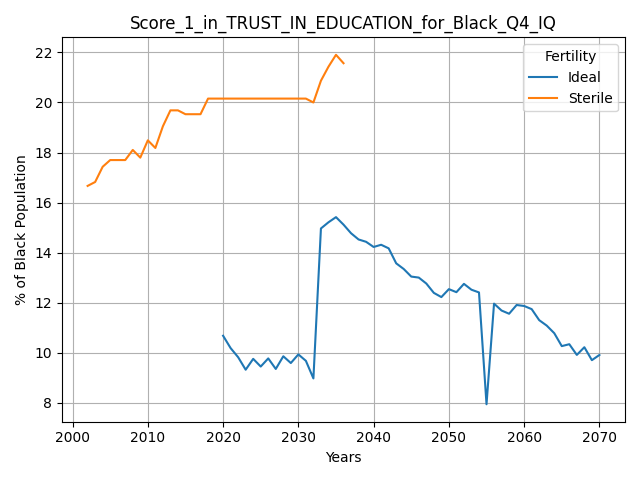 Score_1_in_TRUST_IN_EDUCATION_for_Black_Q4_IQ
Fertility
Ideal
Sterile
% of Black Population
22
20
18
16
14
12
10
8
2000 2010 2020 2030 2040 2050 2060 2070
Years